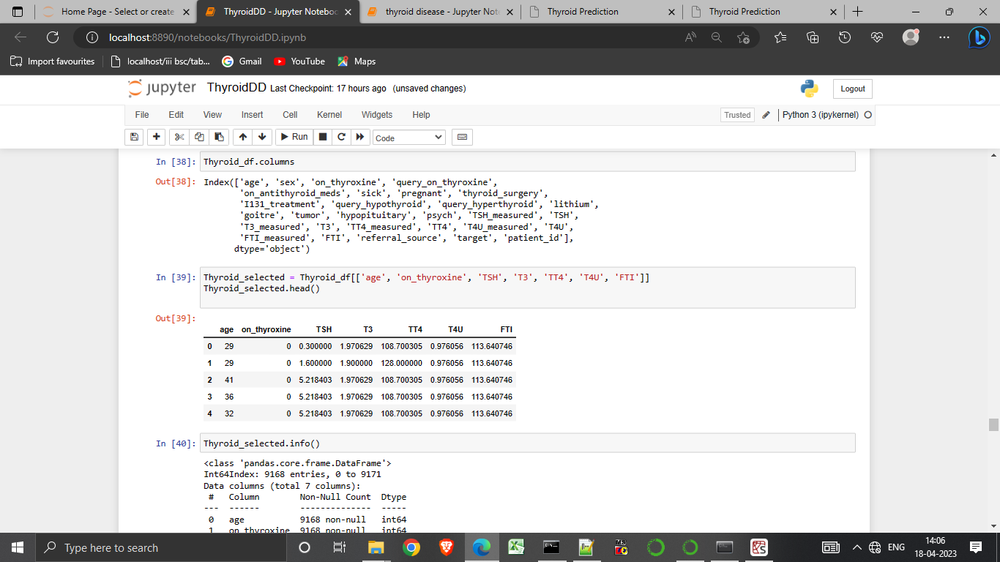 Home Page - Select or create
ThyroidDD - Jupyter Noteboo
thyroid disease - Jupyter Not
Thyroid Prediction
Thyroid Prediction
localhost:8890/notebooks/ThyroidDD.ipynb
Import favourites
localhost/iii bsc/tab...
Gmail
YouTube
Maps
jupyter ThyroidDD Last Checkpoint: 17 hours ago (unsaved changes)
Logout
File Edit View Insert Cell Kernel Widgets Help
Trusted
Python 3 (ipykernel)
Run
Code
In [38]: Thyroid_df.columns
Out[38]: Index(['age', 'sex', 'on_thyroxine', 'query_on_thyroxine',
'on_antithyroid_meds', 'sick', 'pregnant', 'thyroid_surgery',
'I131_treatment', 'query_hypothyroid', 'query_hyperthyroid', 'lithium',
'goitre', 'tumor', 'hypopituitary', 'psych', 'TSH_measured', 'TSH',
'T3_measured', 'T3', 'TT4_measured', 'TT4', 'T4U_measured', 'T4U',
'FTI_measured', 'FTI', 'referral_source', 'target', 'patient_id'],
dtype='object')
In [39]: Thyroid_selected = Thyroid_df[['age', 'on_thyroxine', 'TSH', 'T3', 'TT4', 'T4U', 'FTI']]
Thyroid_selected.head()
Out[39]:
age on_thyroxine TSH T3 TT4 T4U FTI
0 29 0 0.300000 1.970629 108.700305 0.976056 113.640746
1 29 0 1.600000 1.900000 128.000000 0.976056 113.640746
2 41 0 5.218403 1.970629 108.700305 0.976056 113.640746
3 36 0 5.218403 1.970629 108.700305 0.976056 113.640746
4 32 0 5.218403 1.970629 108.700305 0.976056 113.640746
In [40]: Thyroid_selected.info()
<class 'pandas.core.frame.DataFrame'>
Int64Index: 9168 entries, 0 to 9171
Data columns (total 7 columns):
# Column Non-Null Count Dtype
--- ------ -------------- -----
0 age 9168 non-null int64
1 on_thyroxine 9168 non-null int64
Type here to search
ENG
14:06
18-04-2023